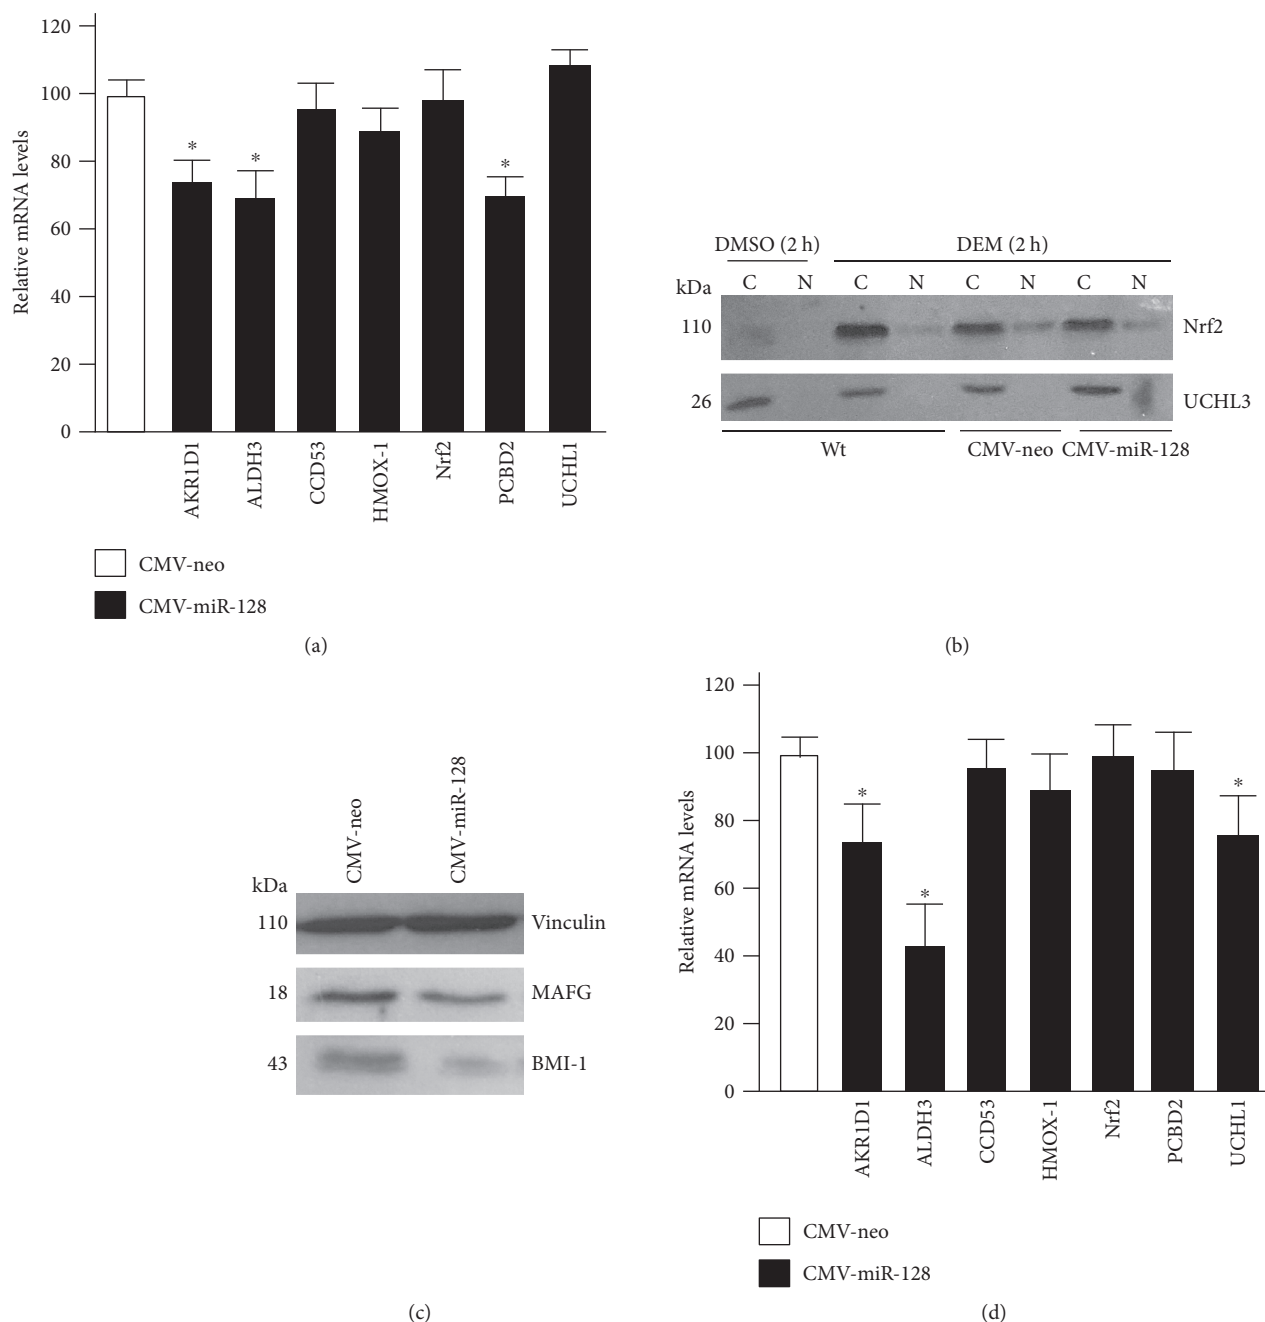 120
100
80
60
40
20
0
Relative mRNA levels
*
*
*
AKR1D1
ALDH3
CCD53
HMOX-1
Nrf2
PCBD2
UCHL1
CMV-neo
CMV-miR-128
(a)
DMSO (2 h) DEM (2 h)
kDa C N C N C N C N
110 Nrf2
26 UCHL3
Wt CMV-neo CMV-miR-128
(b)
CMV-neo
CMV-miR-128
kDa
110 Vinculin
18 MAFG
43 BMI-1
(c)
120
100
80
60
40
20
0
Relative mRNA levels
*
*
*
AKR1D1
ALDH3
CCD53
HMOX-1
Nrf2
PCBD2
UCHL1
CMV-neo
CMV-miR-128
(d)